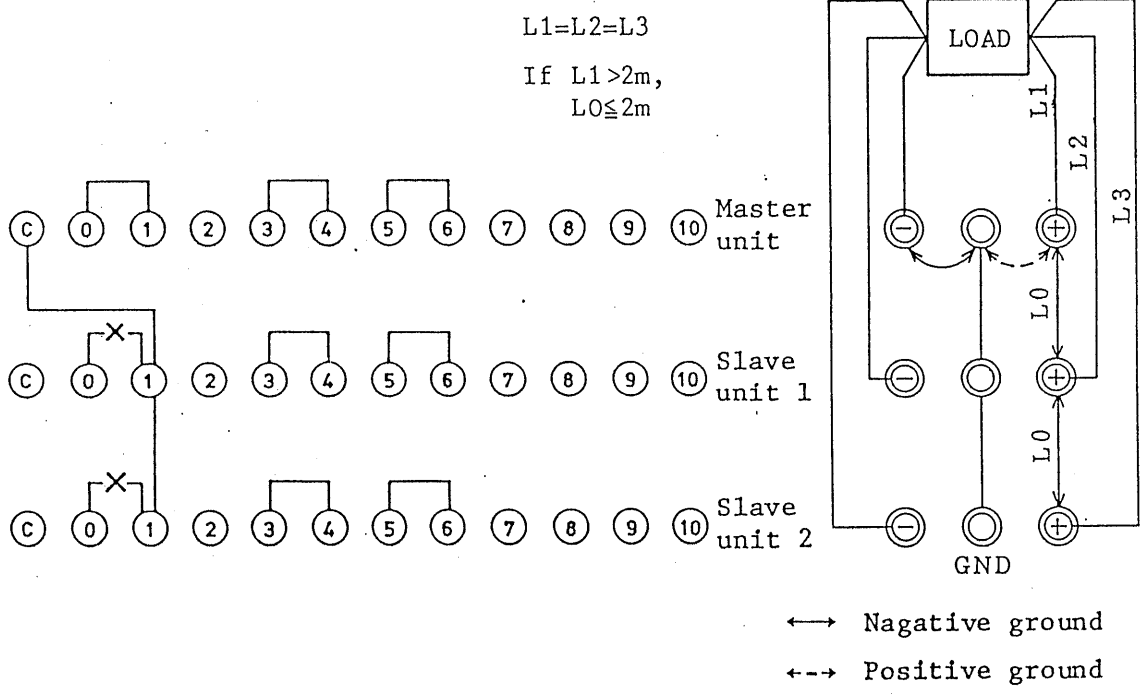 L1=L2=L3
If L1>2m,
L0≦2m
LOAD
L1
L2
L3
C 0 1 2 3 4 5 6 7 8 9 10 Master unit
− +
L0
C 0 1 2 3 4 5 6 7 8 9 10 Slave unit 1
− +
L0
C 0 1 2 3 4 5 6 7 8 9 10 Slave unit 2
− +
GND
Nagative ground
Positive ground